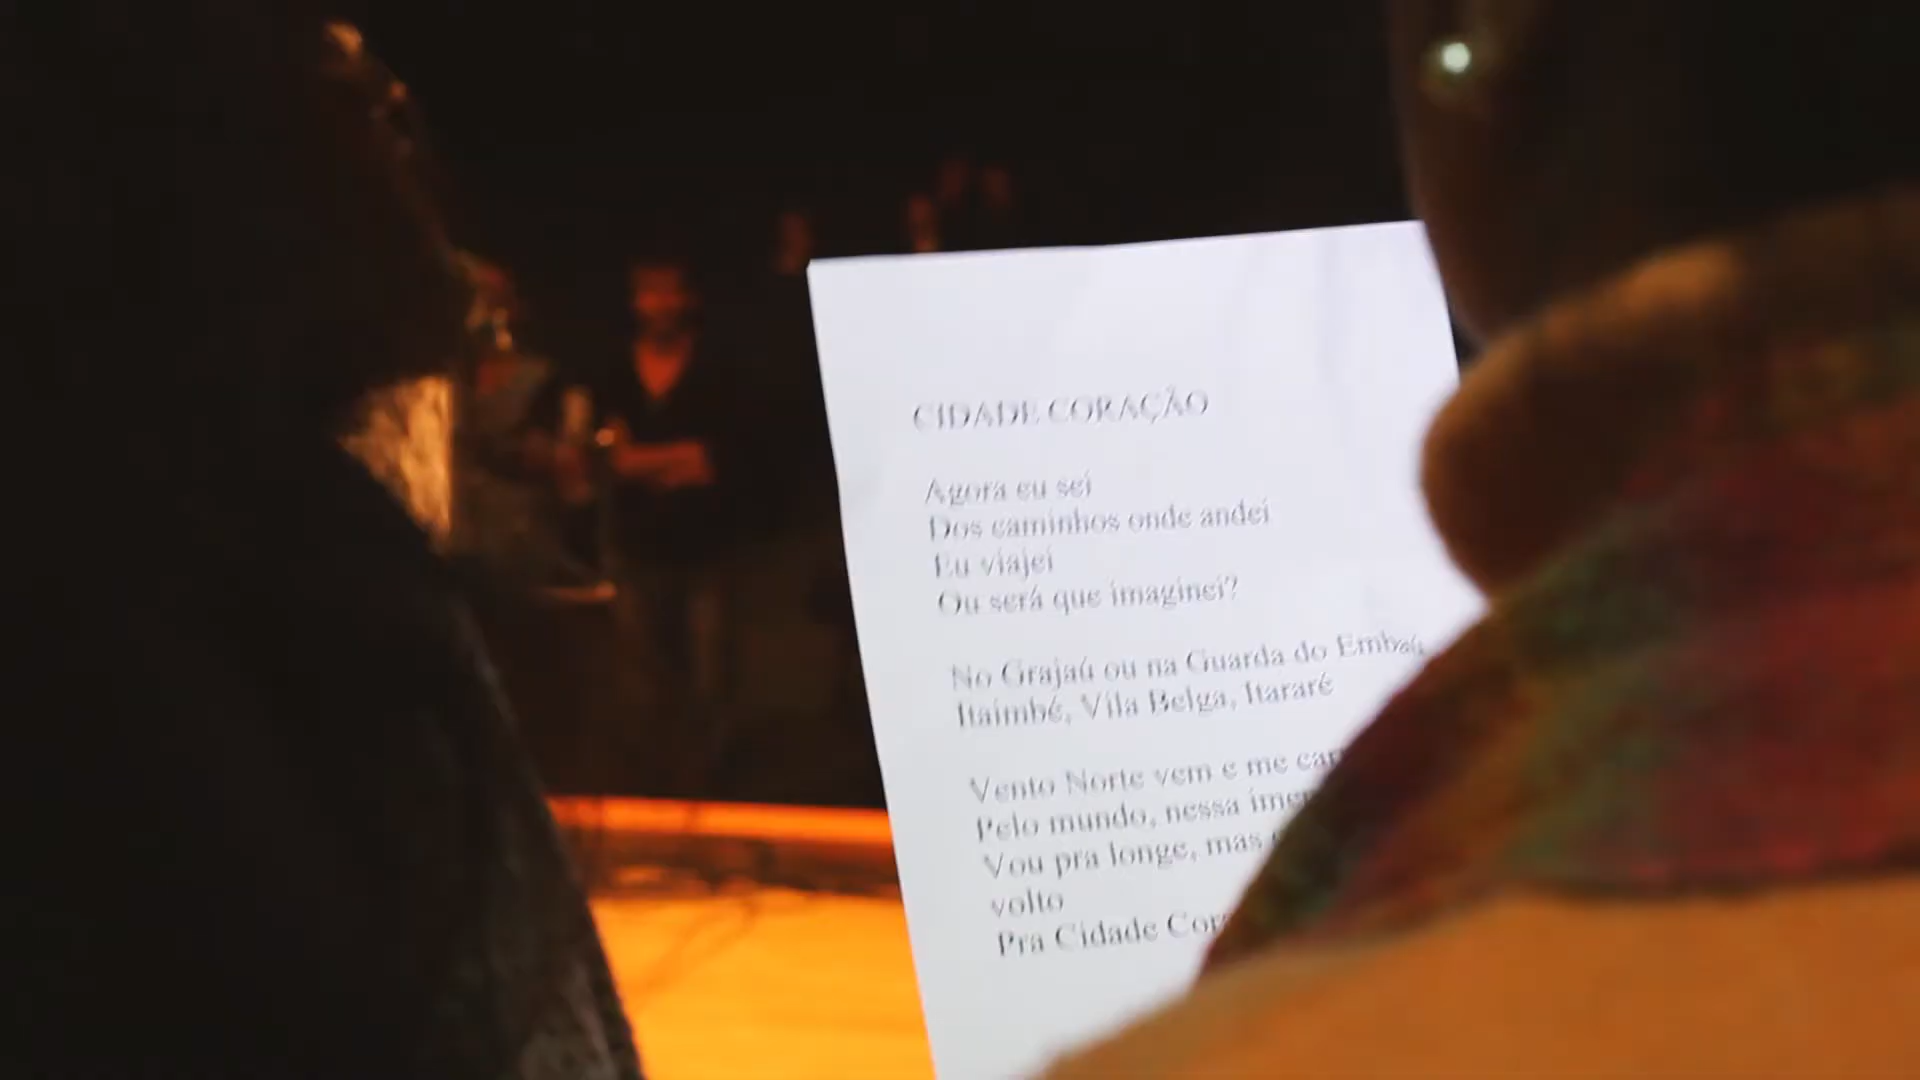 CIDADE CORAÇÃO
Agora eu sei
Dos caminhos onde andei
Eu viajei
Ou será que imaginei?
No Grajaú ou na Guarda do Embaú
Itaimbé, Vila Belga, Itararé
Vento Norte vem e me
Pelo mundo, nessa
Vou pra longe, mas
volto
Pra Cidade